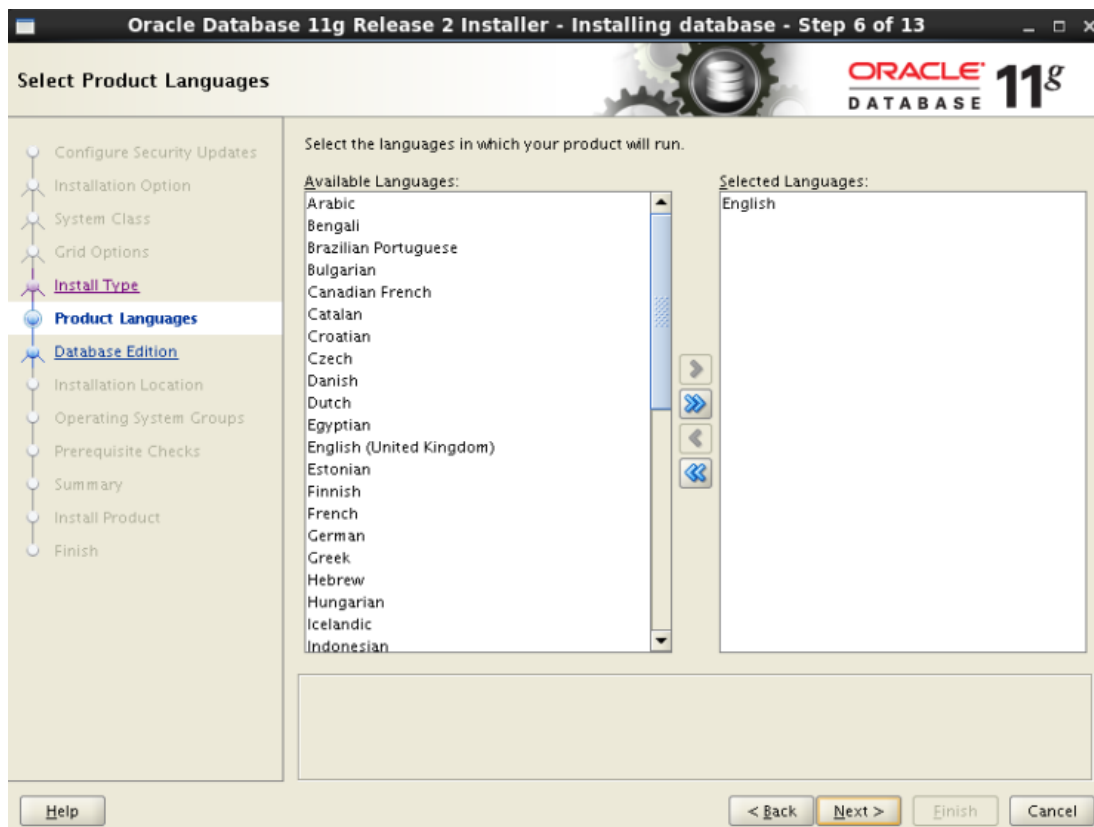 Oracle Database 11g Release 2 Installer - Installing database - Step 6 of 13
Select Product Languages
ORACLE
DATABASE
11g
Configure Security Updates
Installation Option
System Class
Grid Options
Install Type
Product Languages
Database Edition
Installation Location
Operating System Groups
Prerequisite Checks
Summary
Install Product
Finish
Select the languages in which your product will run.
Available Languages:
Arabic
Bengali
Brazilian Portuguese
Bulgarian
Canadian French
Catalan
Croatian
Czech
Danish
Dutch
Egyptian
English (United Kingdom)
Estonian
Finnish
French
German
Greek
Hebrew
Hungarian
Icelandic
Indonesian
Selected Languages:
English
Help
< Back
Next >
Finish
Cancel